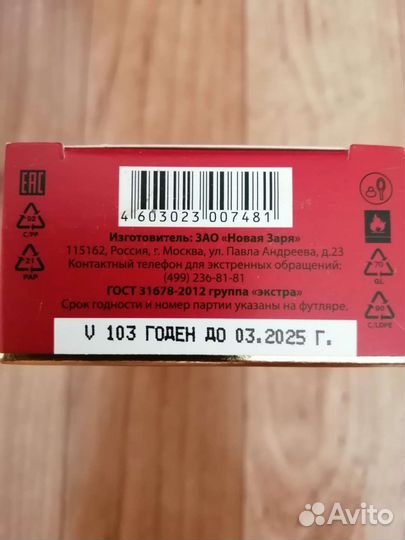 EAC
4 603023 007481
92
C/PP
21
PAP
70
GL
90
C/LDPE
Изготовитель: ЗАО «Новая Заря»
115162, Россия, г. Москва, ул. Павла Андреева, д.23
Контактный телефон для экстренных обращений:
(499) 236-81-81
ГОСТ 31678-2012 группа «экстра»
Срок годности и номер партии указаны на футляре.
V 103 ГОДЕН ДО 03.2025 Г.
Avito